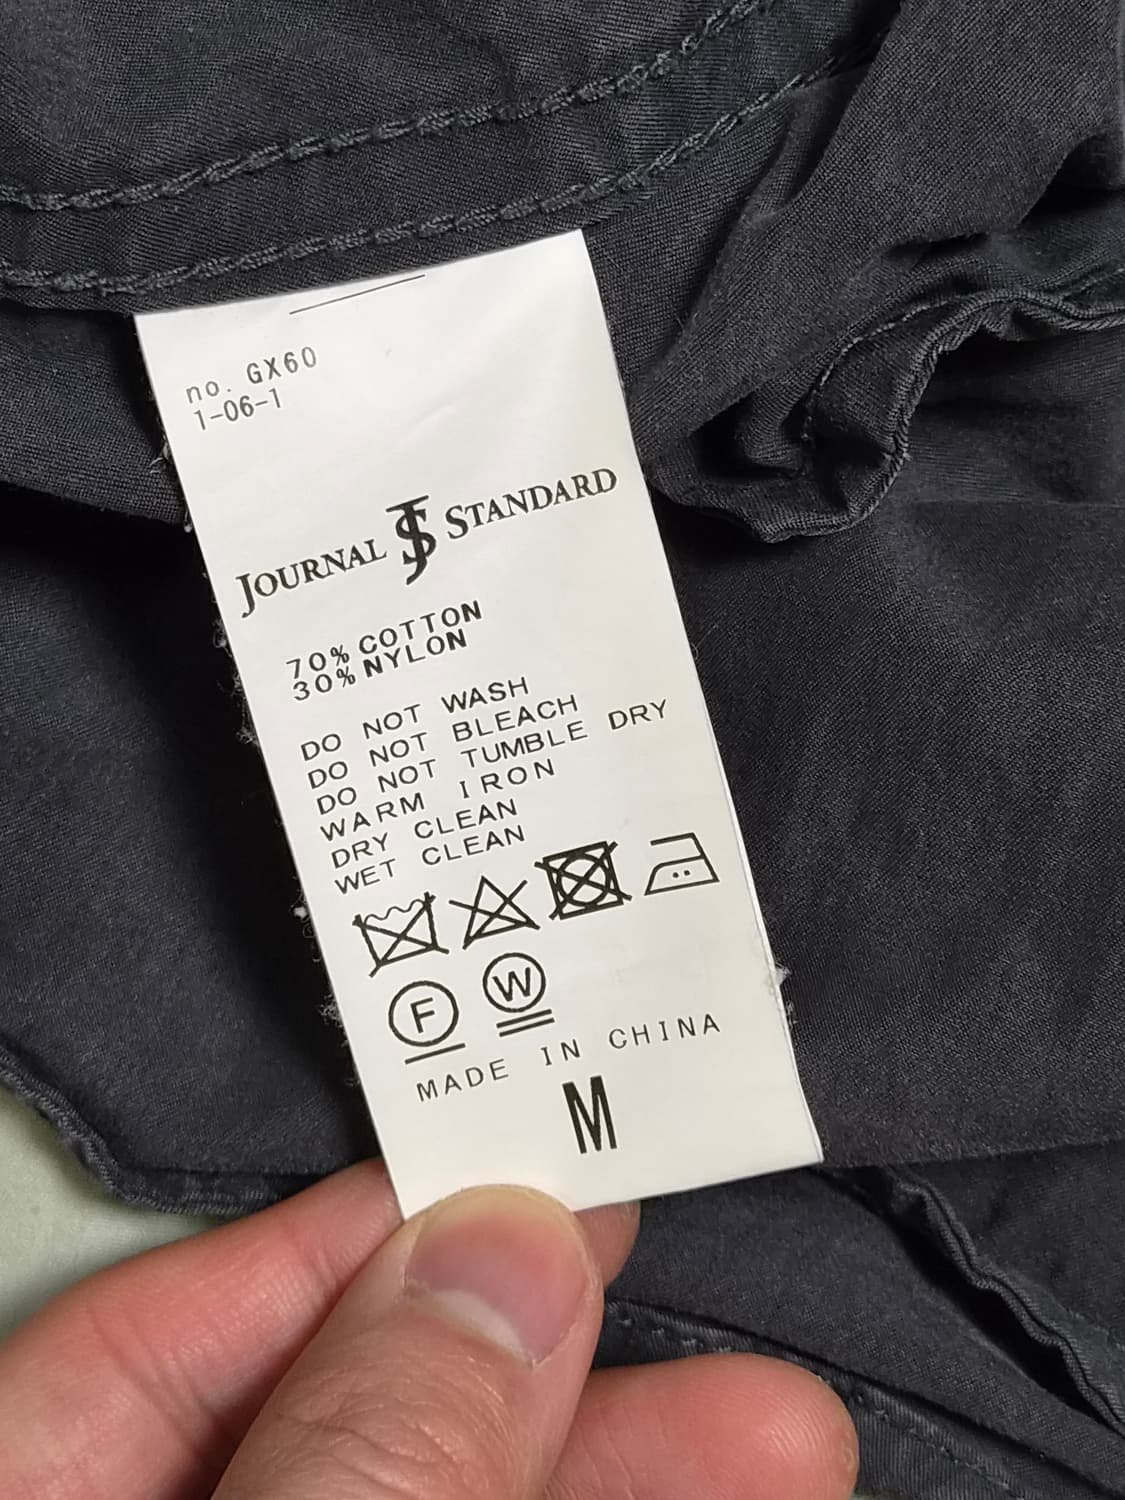 no. GX60
1-06-1
JOURNAL JS STANDARD
70% COTTON
30% NYLON
DO NOT WASH
DO NOT BLEACH
DO NOT TUMBLE DRY
WARM IRON
DRY CLEAN
WET CLEAN
F W
MADE IN CHINA
M